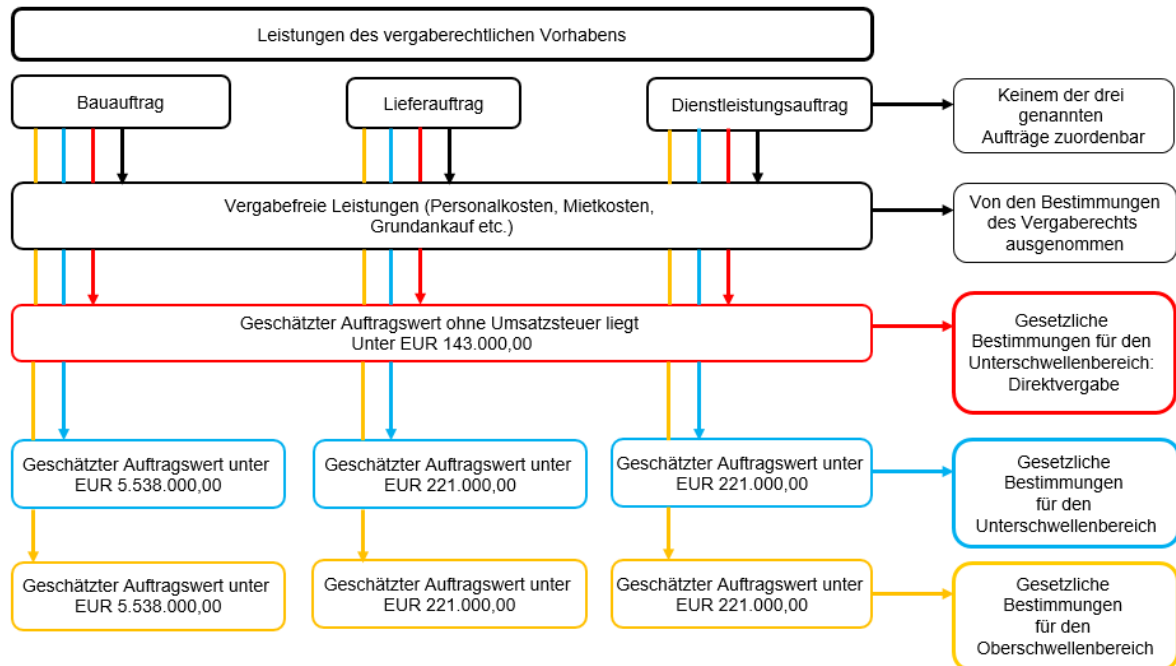 Leistungen des vergaberechtlichen Vorhabens
Bauauftrag
Lieferauftrag
Dienstleistungsauftrag
Keinem der drei
genannten
Aufträge zuordenbar
Vergabefreie Leistungen (Personalkosten, Mietkosten,
Grundankauf etc.)
Von den Bestimmungen
des Vergaberechts
ausgenommen
Geschätzter Auftragswert ohne Umsatzsteuer liegt
Unter EUR 143.000,00
Gesetzliche
Bestimmungen für den
Unterschwellenbereich:
Direktvergabe
Geschätzter Auftragswert unter
EUR 5.538.000,00
Geschätzter Auftragswert unter
EUR 221.000,00
Geschätzter Auftragswert unter
EUR 221.000,00
Gesetzliche
Bestimmungen
für den
Unterschwellenbereich
Geschätzter Auftragswert unter
EUR 5.538.000,00
Geschätzter Auftragswert unter
EUR 221.000,00
Geschätzter Auftragswert unter
EUR 221.000,00
Gesetzliche
Bestimmungen
für den
Oberschwellenbereich